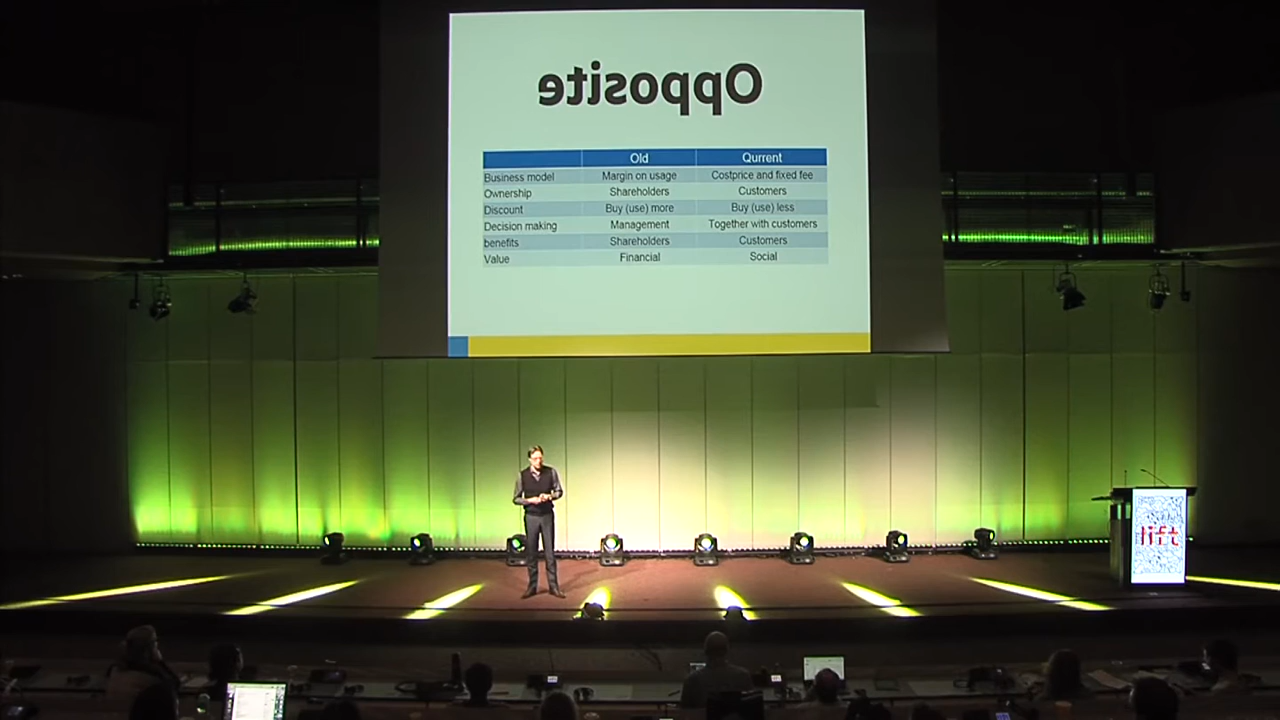 Opposite
Old Qurrent
Business model Margin on usage Costprice and fixed fee
Ownership Shareholders Customers
Discount Buy (use) more Buy (use) less
Decision making Management Together with customers
benefits Shareholders Customers
Value Financial Social
lift